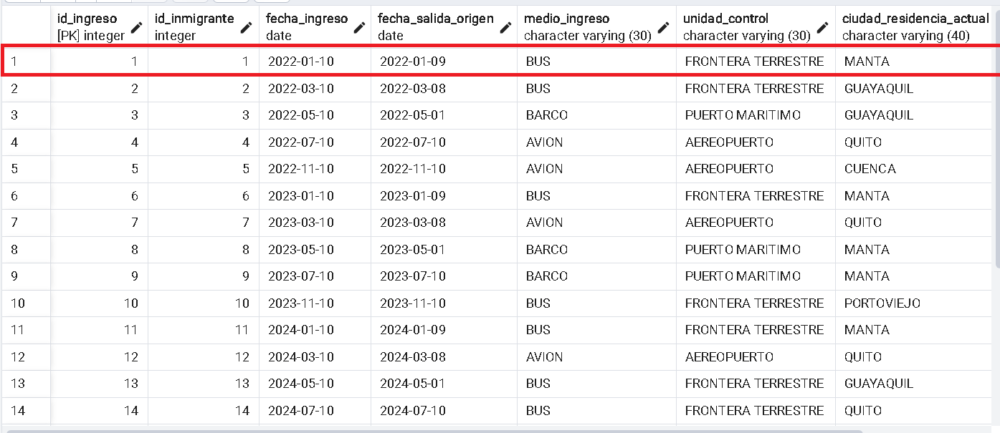 id_ingreso id_inmigrante fecha_ingreso fecha_salida_origen medio_ingreso unidad_control ciudad_residencia_actual
[PK] integer integer date date character varying (30) character varying (30) character varying (40)
1 1 1 2022-01-10 2022-01-09 BUS FRONTERA TERRESTRE MANTA
2 2 2 2022-03-10 2022-03-08 BUS FRONTERA TERRESTRE GUAYAQUIL
3 3 3 2022-05-10 2022-05-01 BARCO PUERTO MARITIMO GUAYAQUIL
4 4 4 2022-07-10 2022-07-10 AVION AEREOPUERTO QUITO
5 5 5 2022-11-10 2022-11-10 AVION AEREOPUERTO CUENCA
6 6 6 2023-01-10 2023-01-09 BUS FRONTERA TERRESTRE MANTA
7 7 7 2023-03-10 2023-03-08 AVION AEREOPUERTO QUITO
8 8 8 2023-05-10 2023-05-01 BARCO PUERTO MARITIMO MANTA
9 9 9 2023-07-10 2023-07-10 BARCO PUERTO MARITIMO MANTA
10 10 10 2023-11-10 2023-11-10 BUS FRONTERA TERRESTRE PORTOVIEJO
11 11 11 2024-01-10 2024-01-09 BUS FRONTERA TERRESTRE MANTA
12 12 12 2024-03-10 2024-03-08 AVION AEREOPUERTO QUITO
13 13 13 2024-05-10 2024-05-01 BUS FRONTERA TERRESTRE GUAYAQUIL
14 14 14 2024-07-10 2024-07-10 BUS FRONTERA TERRESTRE QUITO